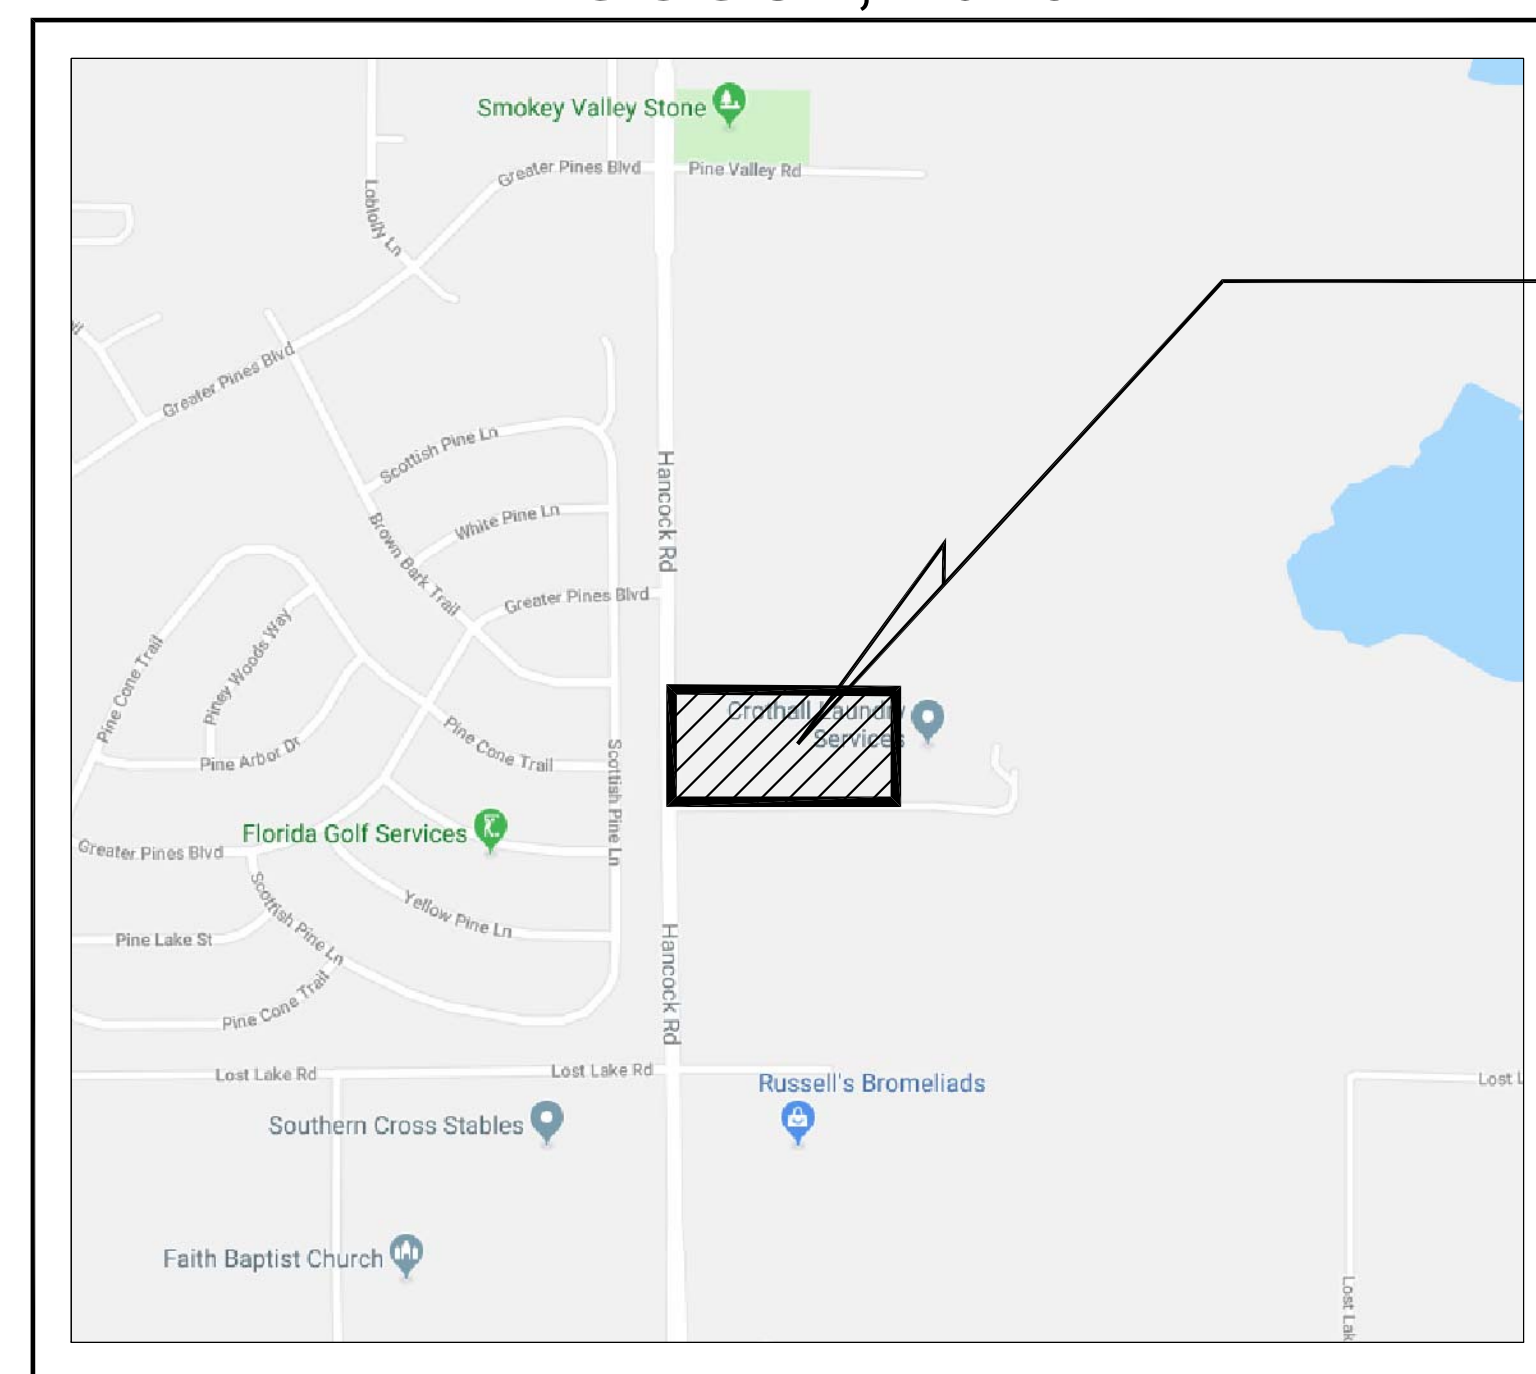 Smokey Valley Stone
Greater Pines Blvd
Pine Valley Rd
Loblolly Ln
Greater Pines Blvd
Scottish Pine Ln
Hancock Rd
White Pine Ln
Brown Bark Trail
Greater Pines Blvd
Piney Woods Way
Pine Cone Trail
Crothall Laundry
Services
Pine Cone Trail
Pine Arbor Dr
Scottish Pine Ln
Florida Golf Services
Greater Pines Blvd
Scottish Pine Ln
Yellow Pine Ln
Pine Lake St
Hancock Rd
Pine Cone Trail
Lost Lake Rd
Lost Lake Rd
Russell's Bromeliads
Lost L
Southern Cross Stables
Faith Baptist Church
Lost Lak